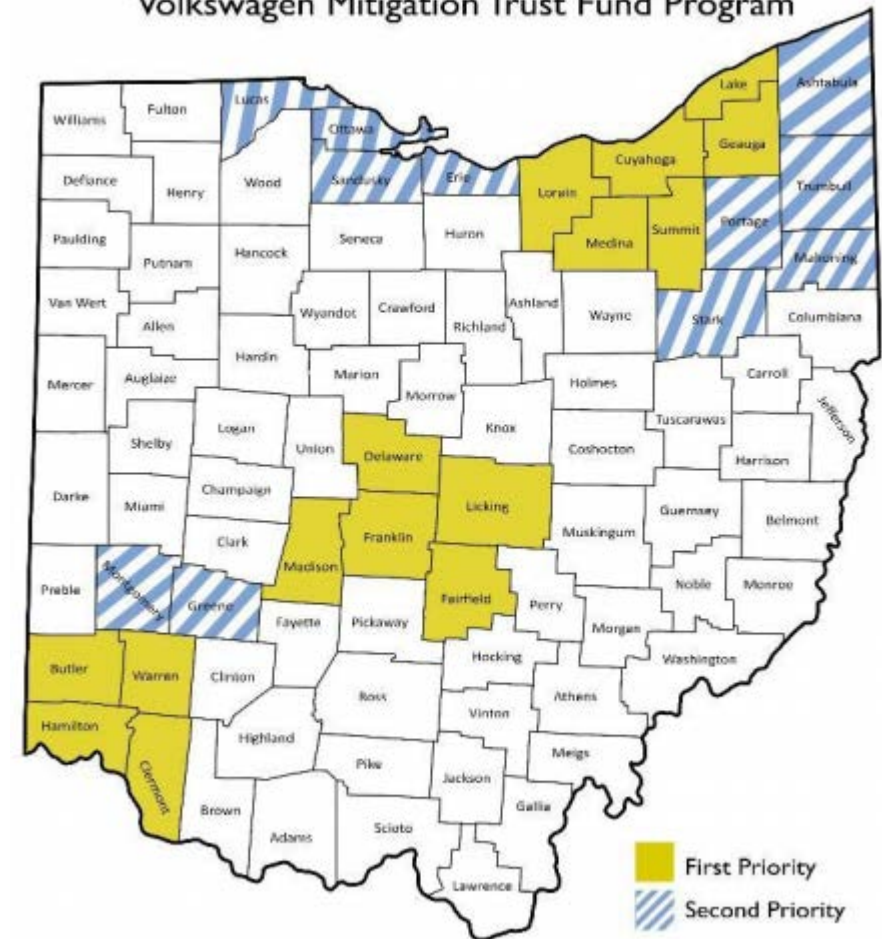 Volkswagen Mitigation Trust Fund Program
Lake
Ashtabula
Lucas
Fulton
Williams
Ottawa
Geauga
Cuyahoga
Defiance
Henry
Wood
Sandusky
Erie
Lorain
Trumbull
Portage
Summit
Medina
Paulding
Putnam
Hancock
Seneca
Huron
Mahoning
Van Wert
Allen
Wyandot
Crawford
Richland
Ashland
Wayne
Stark
Columbiana
Hardin
Mercer
Auglaize
Marion
Morrow
Holmes
Carroll
Jefferson
Logan
Union
Knox
Tuscarawas
Shelby
Delaware
Coshocton
Harrison
Darke
Miami
Champaign
Licking
Guernsey
Belmont
Clark
Franklin
Muskingum
Madison
Preble
Montgomery
Greene
Fairfield
Perry
Noble
Monroe
Fayette
Pickaway
Morgan
Washington
Hocking
Butler
Warren
Clinton
Ross
Athens
Vinton
Hamilton
Highland
Meigs
Clermont
Pike
Jackson
Gallia
Brown
Adams
Scioto
Lawrence
First Priority
Second Priority